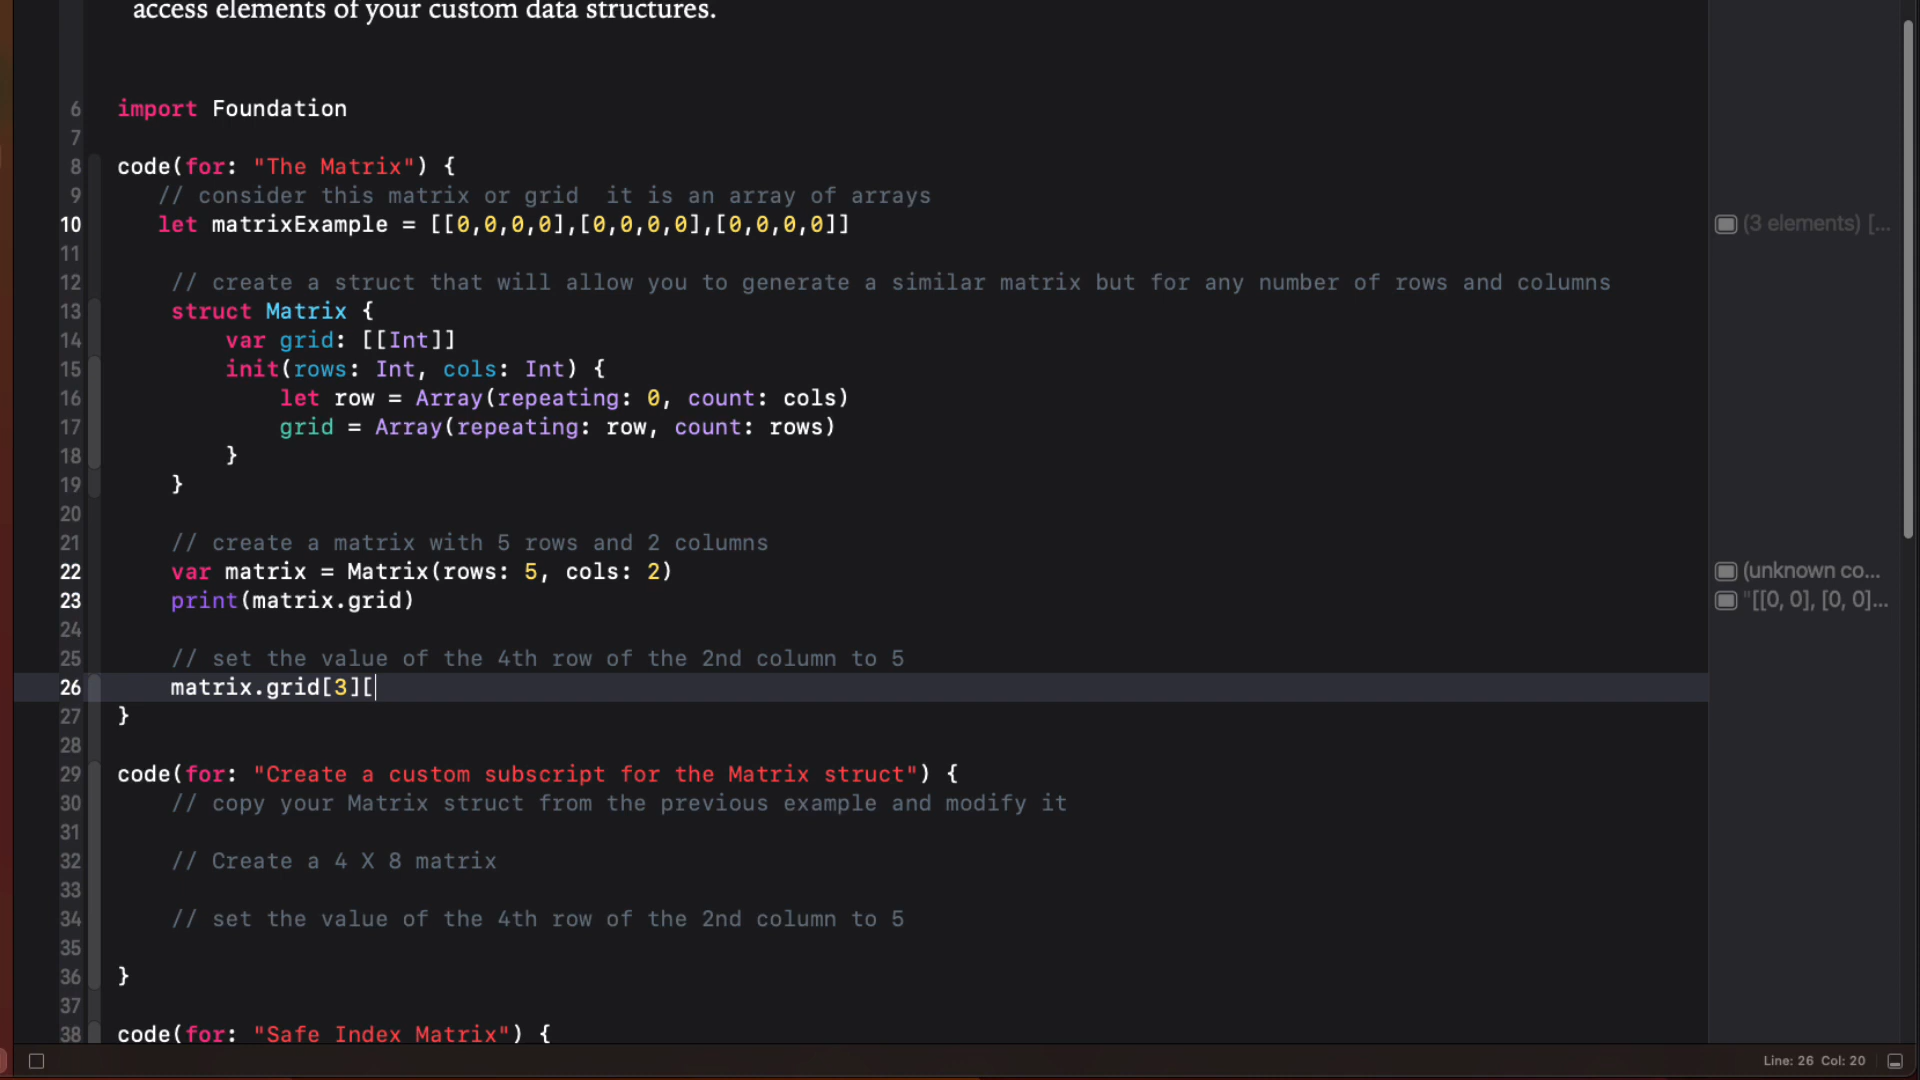 access elements of your custom data structures.
6 import Foundation
7
8 code(for: "The Matrix") {
9 // consider this matrix or grid  it is an array of arrays
10 let matrixExample = [[0,0,0,0],[0,0,0,0],[0,0,0,0]] (3 elements) [...
11
12 // create a struct that will allow you to generate a similar matrix but for any number of rows and columns
13 struct Matrix {
14 var grid: [[Int]]
15 init(rows: Int, cols: Int) {
16 let row = Array(repeating: 0, count: cols)
17 grid = Array(repeating: row, count: rows)
18 }
19 }
20
21 // create a matrix with 5 rows and 2 columns
22 var matrix = Matrix(rows: 5, cols: 2) (unknown co...
23 print(matrix.grid) "[[0, 0], [0, 0]...
24
25 // set the value of the 4th row of the 2nd column to 5
26 matrix.grid[3][
27 }
28
29 code(for: "Create a custom subscript for the Matrix struct") {
30 // copy your Matrix struct from the previous example and modify it
31
32 // Create a 4 X 8 matrix
33
34 // set the value of the 4th row of the 2nd column to 5
35
36 }
37
38 code(for: "Safe Index Matrix") {
Line: 26 Col: 20